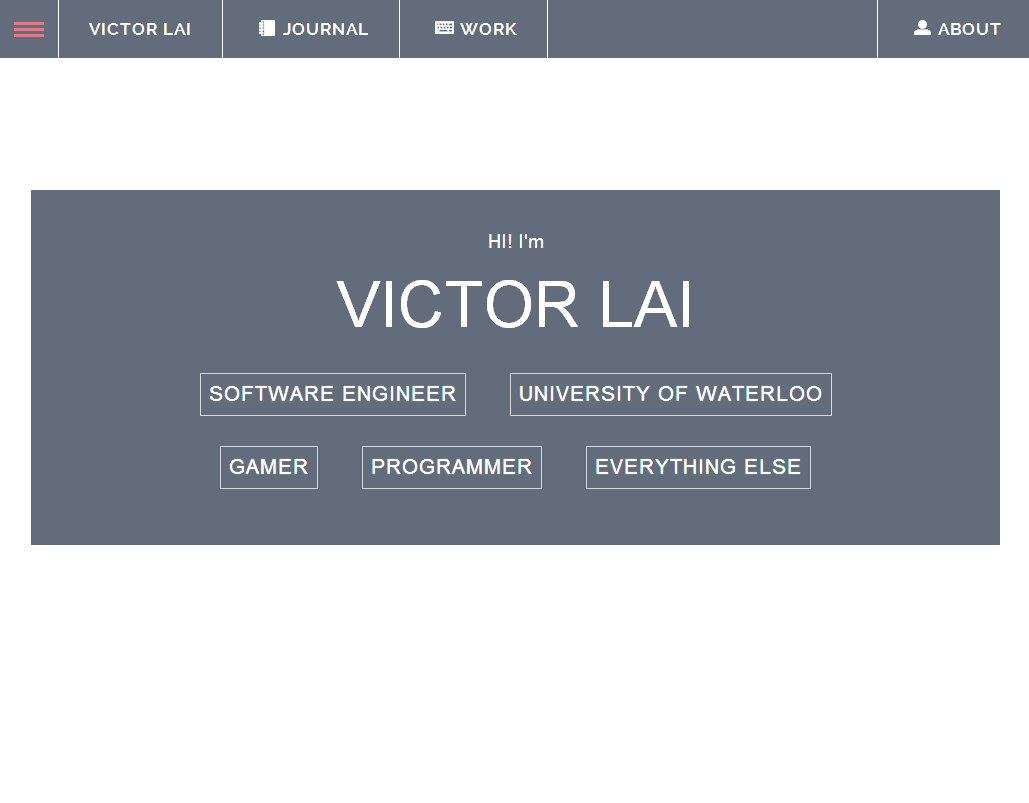 VICTOR LAI JOURNAL WORK ABOUT
HI! I'm
VICTOR LAI
SOFTWARE ENGINEER UNIVERSITY OF WATERLOO
GAMER PROGRAMMER EVERYTHING ELSE